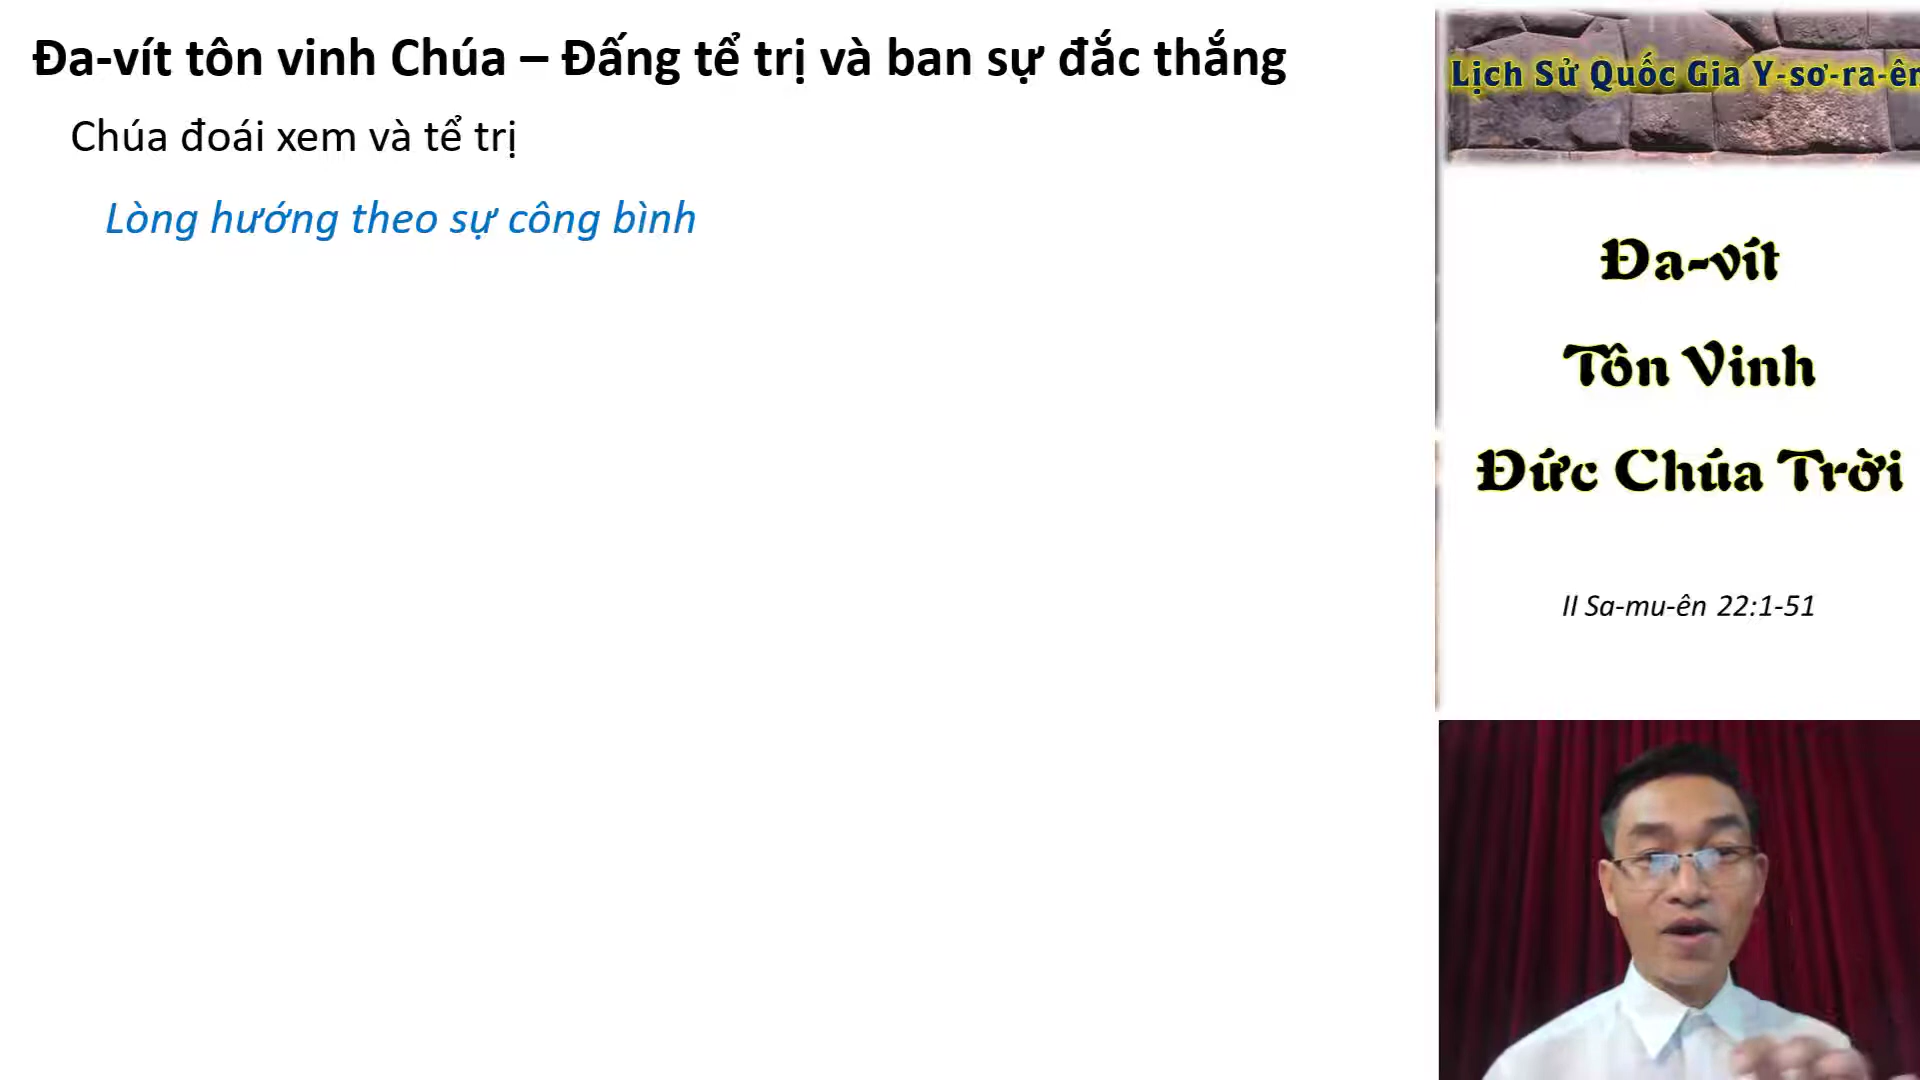 Đa-vít tôn vinh Chúa – Đấng tể trị và ban sự đắc thắng
Chúa đoái xem và tể trị
Lòng hướng theo sự công bình
Lịch Sử Quốc Gia Y-sơ-ra-ên
Đa-vít
Tôn Vinh
Đức Chúa Trời
II Sa-mu-ên 22:1-51